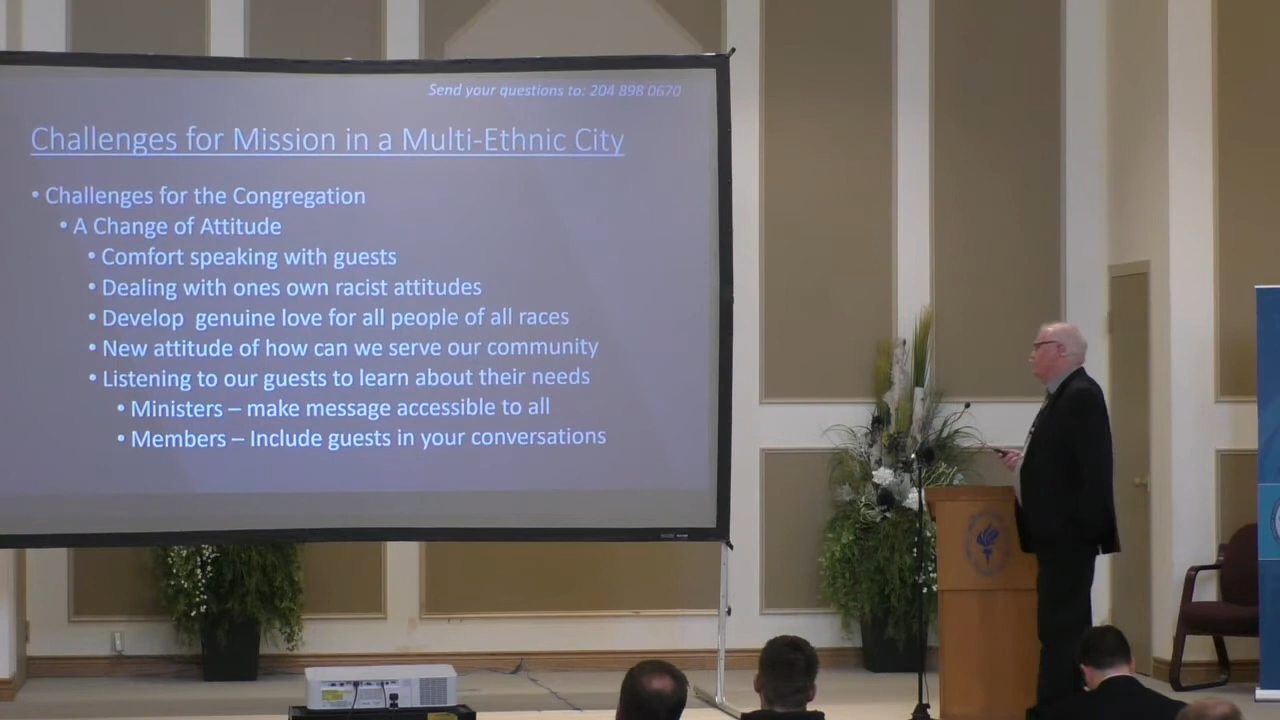 Send your questions to: 204 898 0670
Challenges for Mission in a Multi-Ethnic City
• Challenges for the Congregation
• A Change of Attitude
• Comfort speaking with guests
• Dealing with ones own racist attitudes
• Develop genuine love for all people of all races
• New attitude of how can we serve our community
• Listening to our guests to learn about their needs
• Ministers – make message accessible to all
• Members – Include guests in your conversations